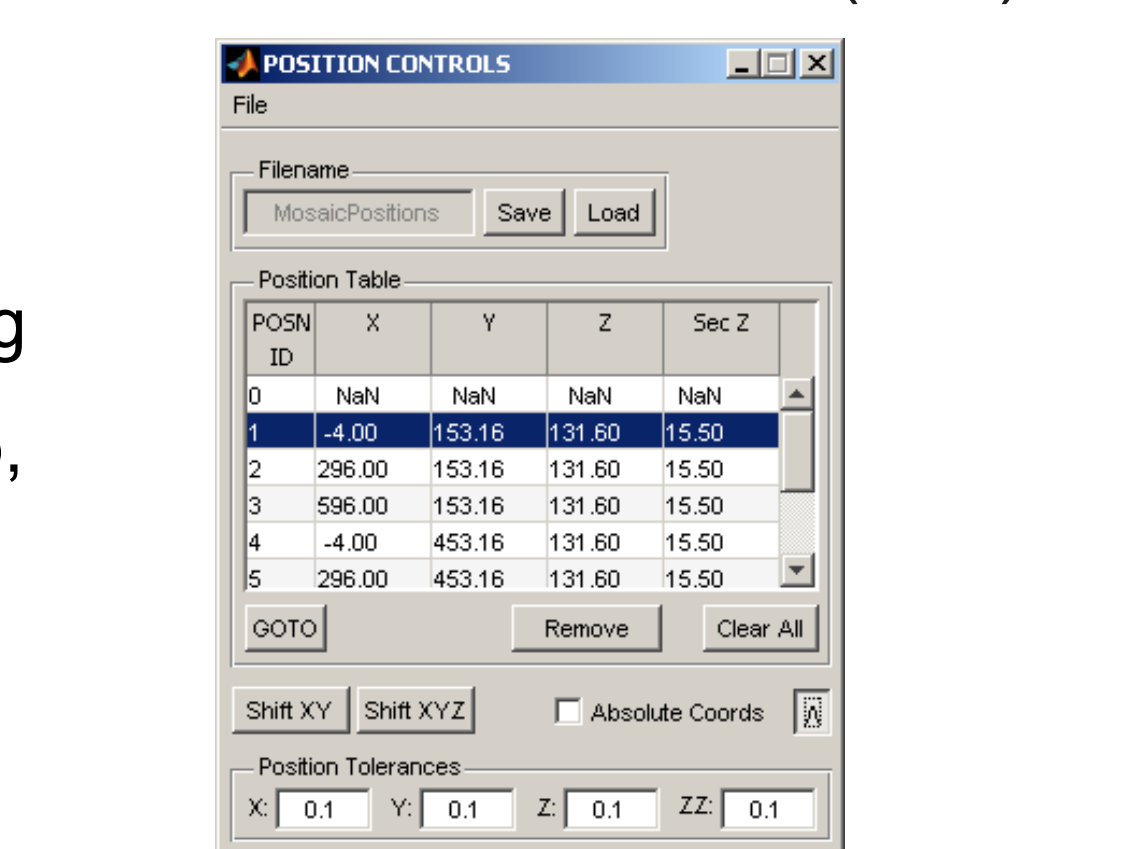 POSITION CONTROLS
File
Filename
MosaicPositions Save Load
g
Position Table
POSN ID X Y Z Sec Z
0 NaN NaN NaN NaN
1 -4.00 153.16 131.60 15.50
,
2 296.00 153.16 131.60 15.50
3 596.00 153.16 131.60 15.50
4 -4.00 453.16 131.60 15.50
5 296.00 453.16 131.60 15.50
GOTO Remove Clear All
Shift XY Shift XYZ Absolute Coords
Position Tolerances
X: 0.1 Y: 0.1 Z: 0.1 ZZ: 0.1